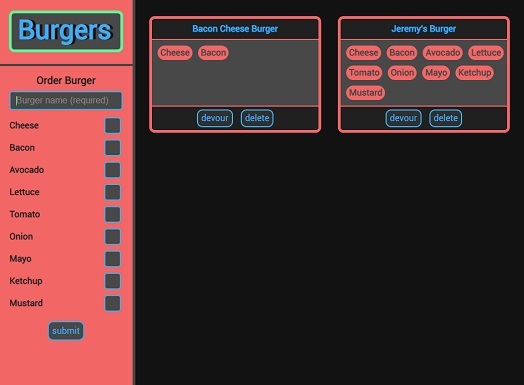 Burgers
Order Burger
Burger name (required)
Cheese
Bacon
Avocado
Lettuce
Tomato
Onion
Mayo
Ketchup
Mustard
submit
Bacon Cheese Burger
Cheese Bacon
devour delete
Jeremy's Burger
Cheese Bacon Avocado Lettuce
Tomato Onion Mayo Ketchup
Mustard
devour delete